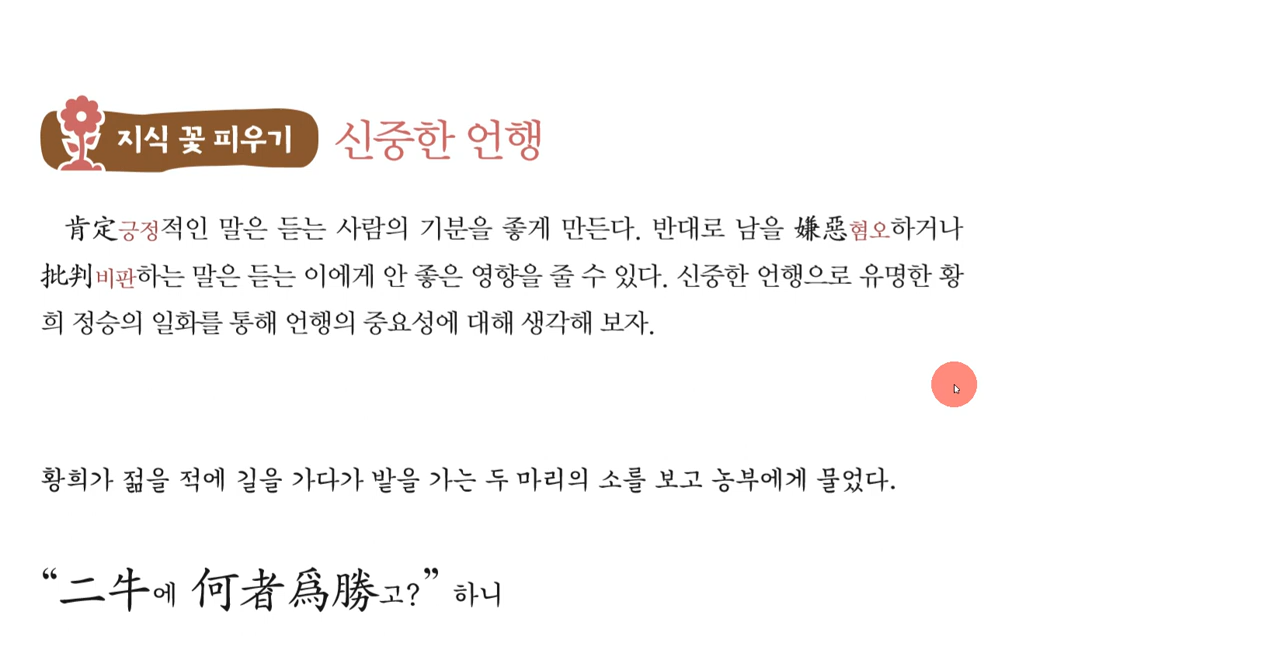 지식 꽃 피우기 신중한 언행
肯定긍정적인 말은 듣는 사람의 기분을 좋게 만든다. 반대로 남을 嫌惡혐오하거나
批判비판하는 말은 듣는 이에게 안 좋은 영향을 줄 수 있다. 신중한 언행으로 유명한 황
희 정승의 일화를 통해 언행의 중요성에 대해 생각해 보자.
황희가 젊을 적에 길을 가다가 밭을 가는 두 마리의 소를 보고 농부에게 물었다.
“二牛에 何者爲勝고?” 하니